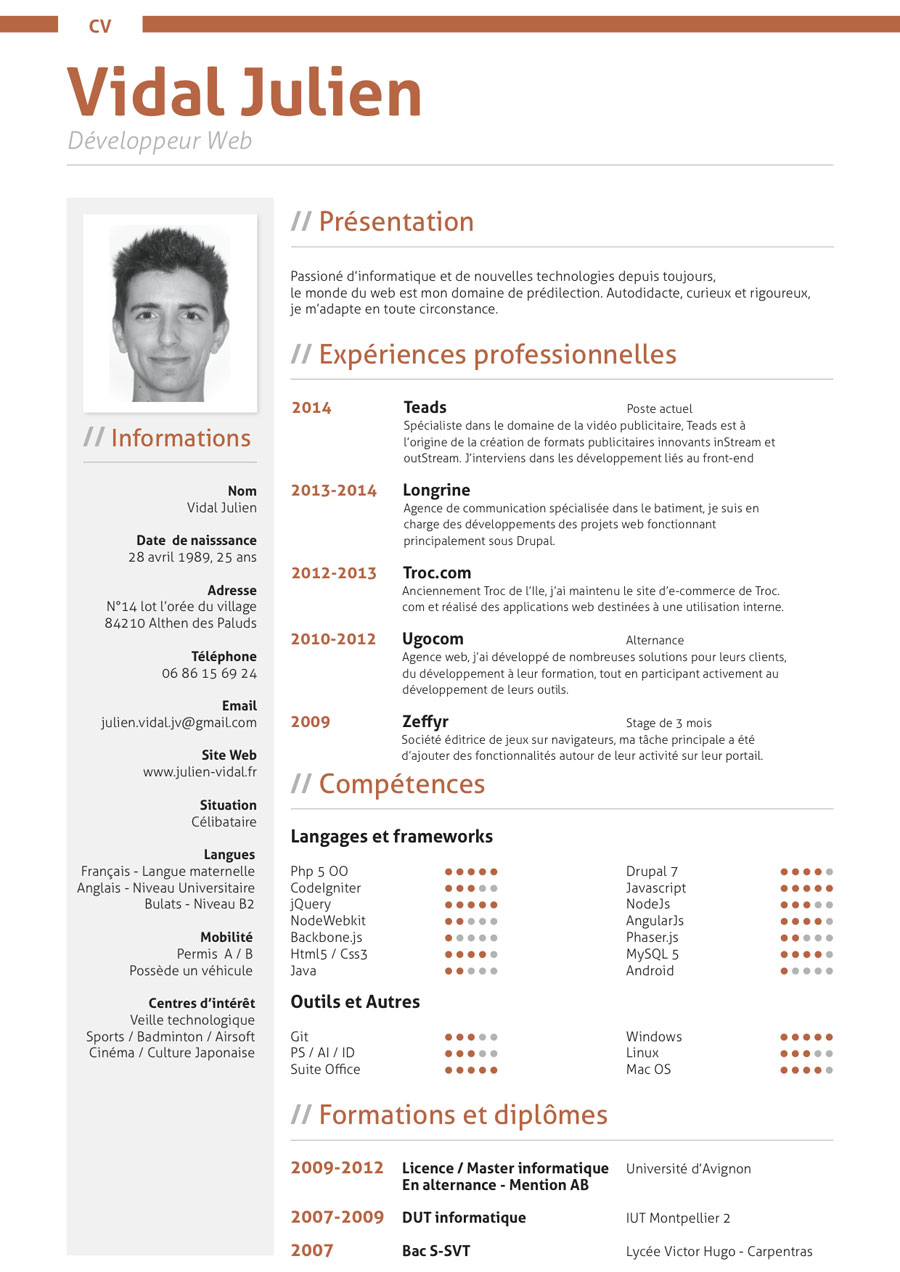 CV
Vidal Julien
Développeur Web
// Informations
Nom
Vidal Julien
Date  de naisssance
28 avril 1989, 25 ans
Adresse
N°14 lot l'orée du village
84210 Althen des Paluds
Téléphone
06 86 15 69 24
Email
julien.vidal.jv@gmail.com
Site Web
www.julien-vidal.fr
Situation
Célibataire
Langues
Français - Langue maternelle
Anglais - Niveau Universitaire
Bulats - Niveau B2
Mobilité
Permis  A / B
Possède un véhicule
Centres d'intérêt
Veille technologique
Sports / Badminton / Airsoft
Cinéma / Culture Japonaise
// Présentation
Passioné d'informatique et de nouvelles technologies depuis toujours,
le monde du web est mon domaine de prédilection. Autodidacte, curieux et rigoureux,
je m'adapte en toute circonstance.
// Expériences professionnelles
2014 Teads Poste actuel
Spécialiste dans le domaine de la vidéo publicitaire, Teads est à
l'origine de la création de formats publicitaires innovants inStream et
outStream. J'interviens dans les développement liés au front-end
2013-2014 Longrine
Agence de communication spécialisée dans le batiment, je suis en
charge des développements des projets web fonctionnant
principalement sous Drupal.
2012-2013 Troc.com
Anciennement Troc de l'Ile, j'ai maintenu le site d'e-commerce de Troc.
com et réalisé des applications web destinées à une utilisation interne.
2010-2012 Ugocom Alternance
Agence web, j'ai développé de nombreuses solutions pour leurs clients,
du développement à leur formation, tout en participant activement au
développement de leurs outils.
2009 Zeffyr Stage de 3 mois
Société éditrice de jeux sur navigateurs, ma tâche principale a été
d'ajouter des fonctionnalités autour de leur activité sur leur portail.
// Compétences
Langages et frameworks
Php 5 OO Drupal 7
CodeIgniter Javascript
jQuery NodeJs
NodeWebkit AngularJs
Backbone.js Phaser.js
Html5 / Css3 MySQL 5
Java Android
Outils et Autres
Git Windows
PS / AI / ID Linux
Suite Office Mac OS
// Formations et diplômes
2009-2012 Licence / Master informatique Université d'Avignon
En alternance - Mention AB
2007-2009 DUT informatique IUT Montpellier 2
2007 Bac S-SVT Lycée Victor Hugo - Carpentras